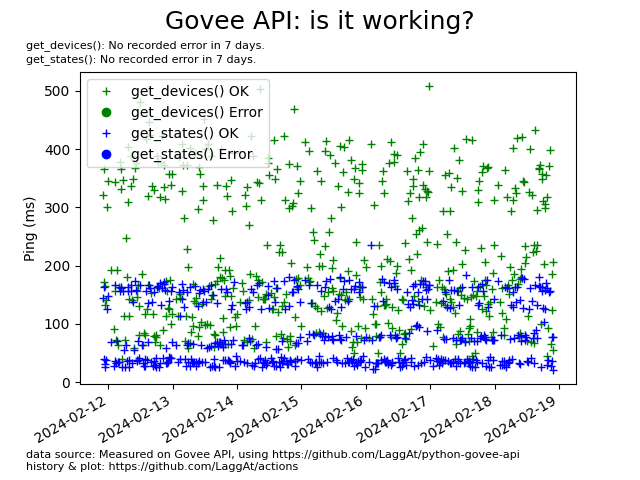 Govee API: is it working?
get_devices(): No recorded error in 7 days.
get_states(): No recorded error in 7 days.
get_devices() OK
get_devices() Error
get_states() OK
get_states() Error
Ping (ms)
500
400
300
200
100
0
2024-02-12
2024-02-13
2024-02-14
2024-02-15
2024-02-16
2024-02-17
2024-02-18
2024-02-19
data source: Measured on Govee API, using https://github.com/LaggAt/python-govee-api
history & plot: https://github.com/LaggAt/actions